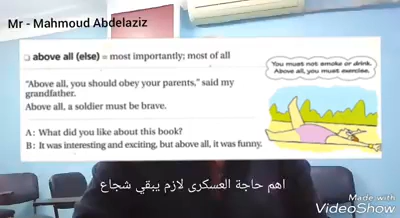 Mr - Mahmoud Abdelaziz
above all (else) = most importantly; most of all
You must not smoke or drink.
Above all, you must exercise.
"Above all, you should obey your parents," said my
grandfather.
Above all, a soldier must be brave.
A: What did you like about this book?
B: It was interesting and exciting, but above all, it was funny.
اهم حاجة العسكرى لازم يبقي شجاع
Made with
VideoShow